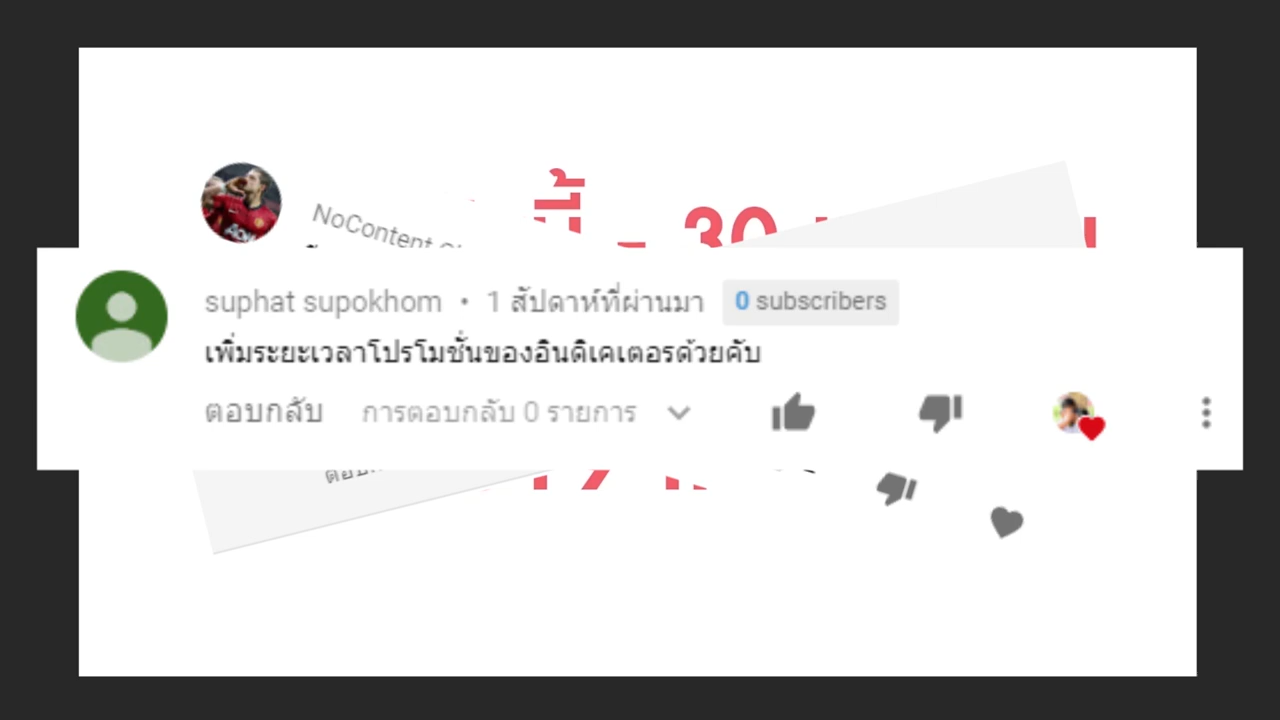 NoContent
suphat supokhom • 1 สัปดาห์ที่ผ่านมา 0 subscribers
เพิ่มระยะเวลาโปรโมชั่นของอินดิเคเตอรด้วยคับ
ตอบกลับ การตอบกลับ 0 รายการ